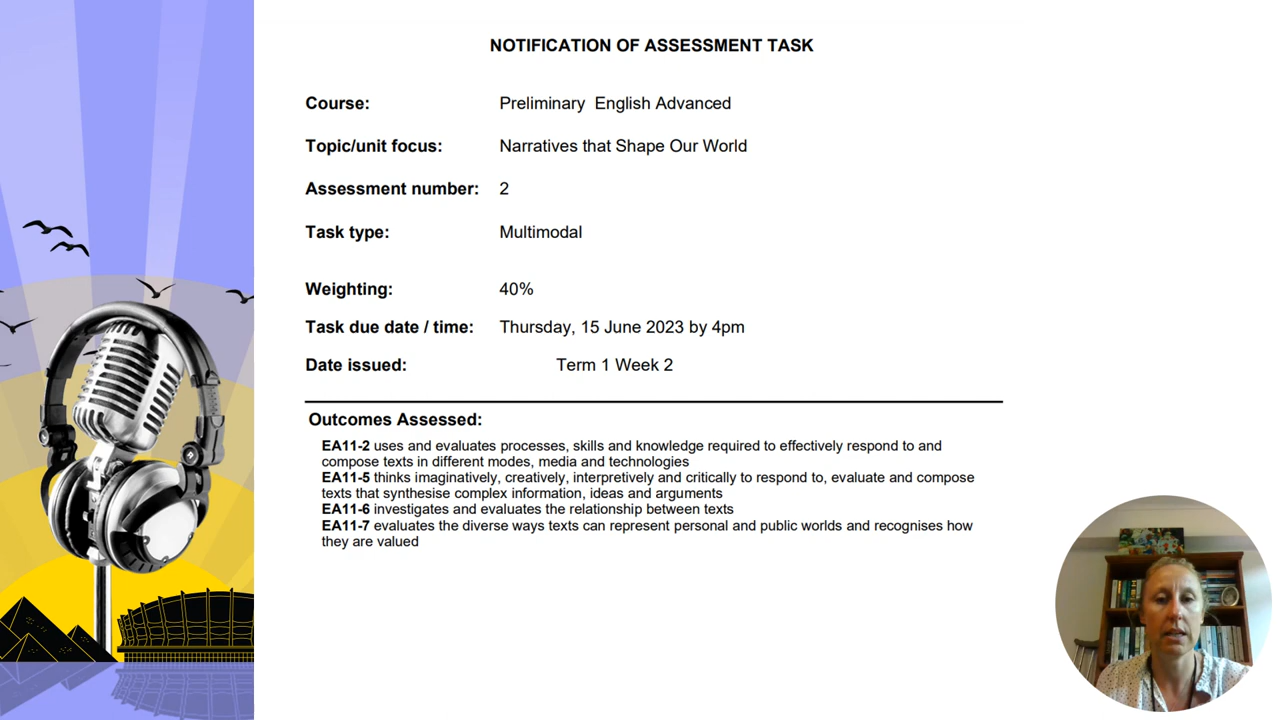 NOTIFICATION OF ASSESSMENT TASK
Course: Preliminary English Advanced
Topic/unit focus: Narratives that Shape Our World
Assessment number: 2
Task type: Multimodal
Weighting: 40%
Task due date / time: Thursday, 15 June 2023 by 4pm
Date issued: Term 1 Week 2
Outcomes Assessed:
EA11-2 uses and evaluates processes, skills and knowledge required to effectively respond to and
compose texts in different modes, media and technologies
EA11-5 thinks imaginatively, creatively, interpretively and critically to respond to, evaluate and compose
texts that synthesise complex information, ideas and arguments
EA11-6 investigates and evaluates the relationship between texts
EA11-7 evaluates the diverse ways texts can represent personal and public worlds and recognises how
they are valued